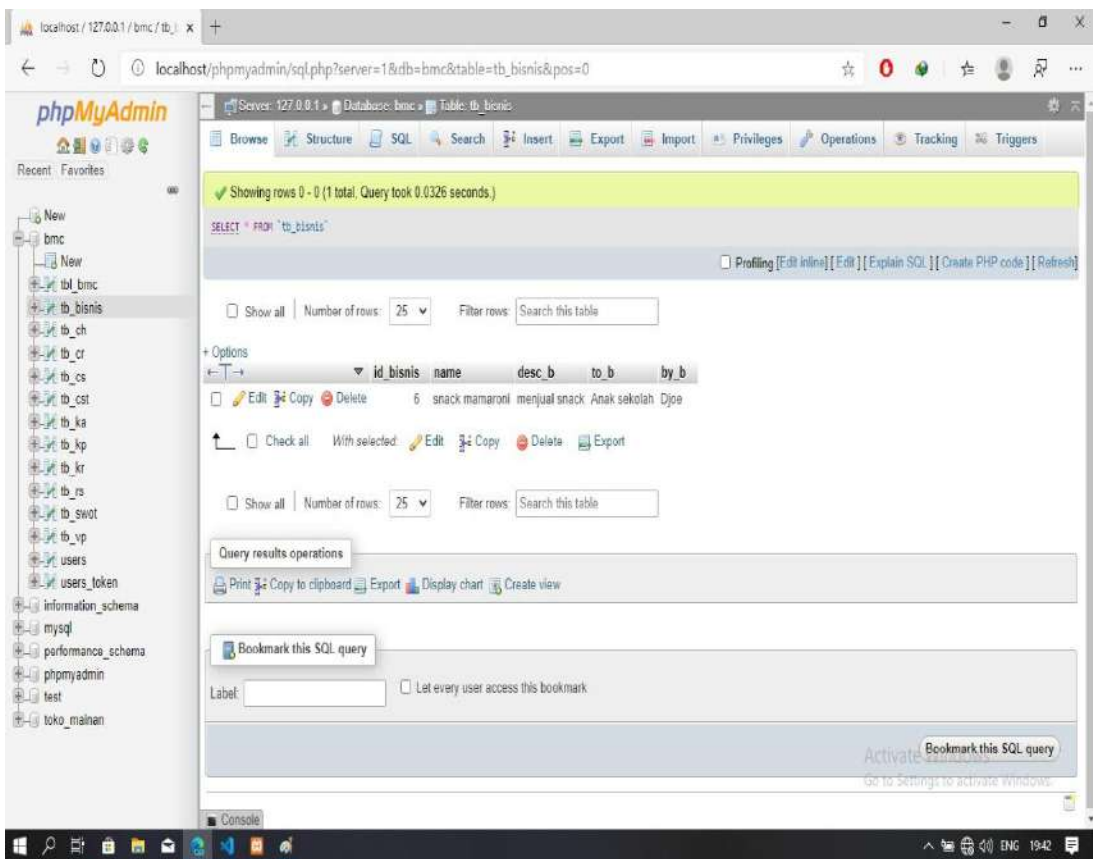 localhost / 127.0.0.1 / bmc / tb_
localhost/phpmyadmin/sql.php?server=1&db=bmc&table=tb_bisnis&pos=0
phpMyAdmin
Recent Favorites
New
bmc
New
tbl_bmc
tb_bisnis
tb_ch
tb_cr
tb_cs
tb_cst
tb_ka
tb_kp
tb_kr
tb_rs
tb_swot
tb_vp
users
users_token
information_schema
mysql
performance_schema
phpmyadmin
test
toko_mainan
Server: 127.0.0.1 » Database: bmc » Table: tb_bisnis
Browse Structure SQL Search Insert Export Import Privileges Operations Tracking Triggers
Showing rows 0 - 0 (1 total, Query took 0.0326 seconds.)
SELECT * FROM `tb_bisnis`
Profiling [Edit inline] [ Edit ] [ Explain SQL ] [ Create PHP code ] [ Refresh]
Show all Number of rows: 25 Filter rows: Search this table
+ Options
←T→ id_bisnis name desc_b to_b by_b
Edit Copy Delete 6 snack mamaroni menjual snack Anak sekolah Djoe
Check all With selected: Edit Copy Delete Export
Show all Number of rows: 25 Filter rows: Search this table
Query results operations
Print Copy to clipboard Export Display chart Create view
Bookmark this SQL query
Label: Let every user access this bookmark
Bookmark this SQL query
Activate Windows
Go to Settings to activate Windows.
Console
ENG 19:42